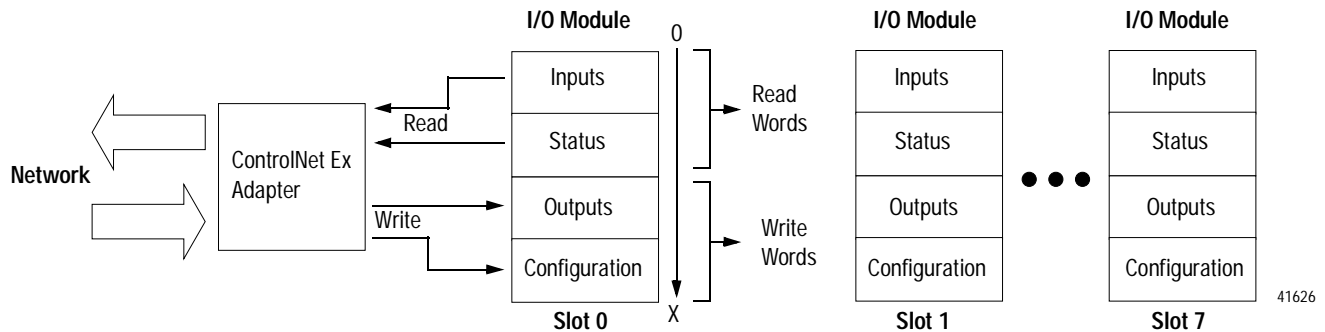 I/O Module
I/O Module
I/O Module
0
Inputs
Inputs
Inputs
Read
Read
Words
Status
Status
Status
ControlNet Ex
Adapter
Network
Outputs
Outputs
Outputs
Write
Write
Words
Configuration
Configuration
Configuration
41626
X
Slot 0
Slot 1
Slot 7